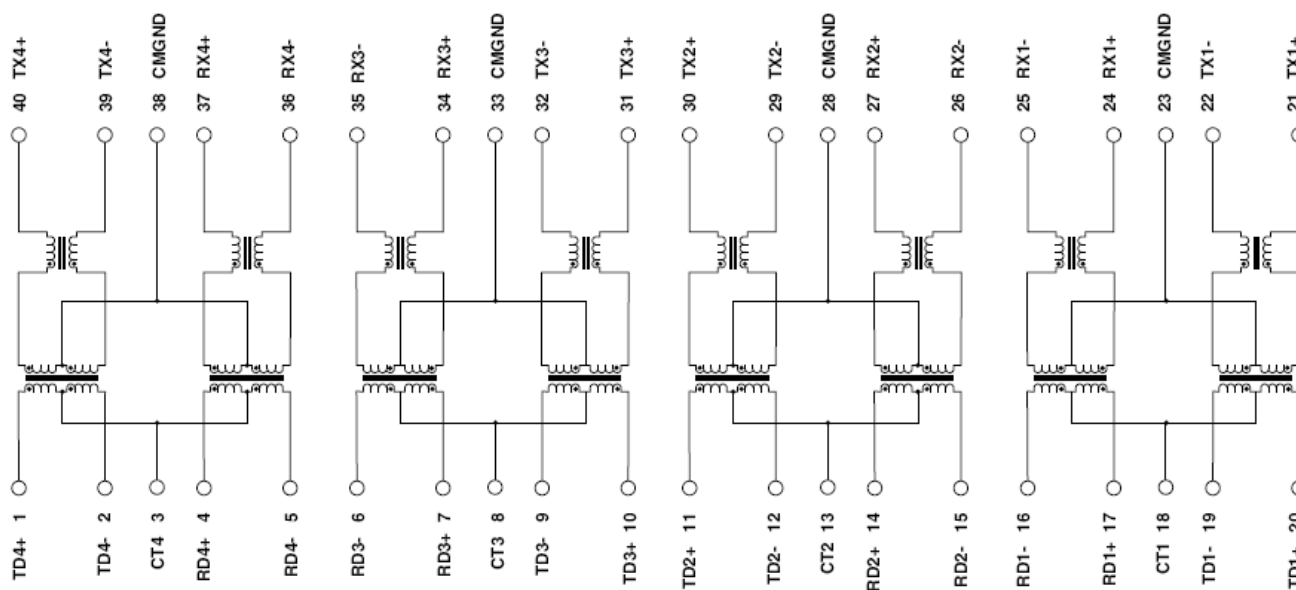 TX4+
TX4-
CMGND
RX4+
RX4-
RX3-
RX3+
CMGND
TX3-
TX3+
TX2+
TX2-
CMGND
RX2+
RX2-
RX1-
RX1+
CMGND
TX1-
TX1+
40
39
38
37
36
35
34
33
32
31
30
29
28
27
26
25
24
23
22
21
1
2
3
4
5
6
7
8
9
10
11
12
13
14
15
16
17
18
19
20
TD4+
TD4-
CT4
RD4+
RD4-
RD3-
RD3+
CT3
TD3-
TD3+
TD2+
TD2-
CT2
RD2+
RD2-
RD1-
RD1+
CT1
TD1-
TD1+